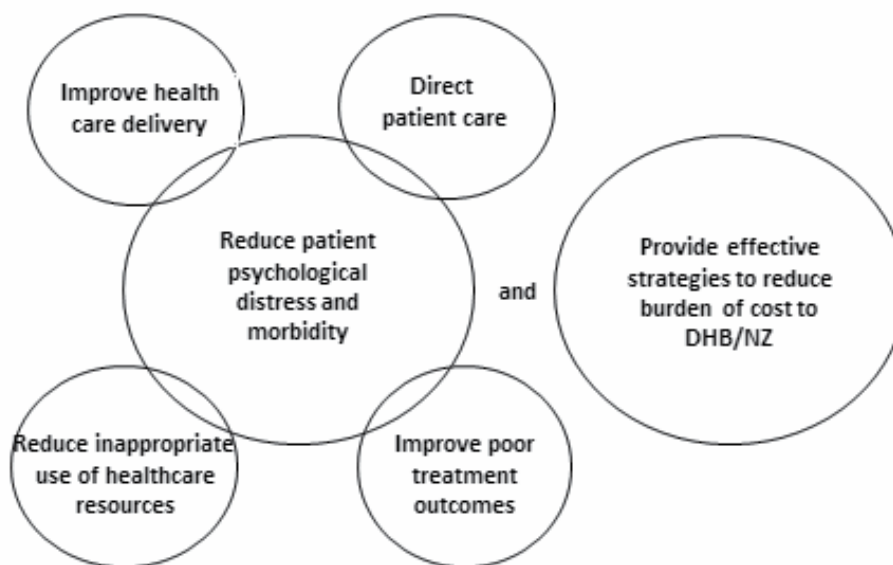 Improve health
care delivery
Direct
patient care
Reduce patient
psychological
distress and
morbidity
and
Provide effective
strategies to reduce
burden of cost to
DHB/NZ
Reduce inappropriate
use of healthcare
resources
Improve poor
treatment
outcomes